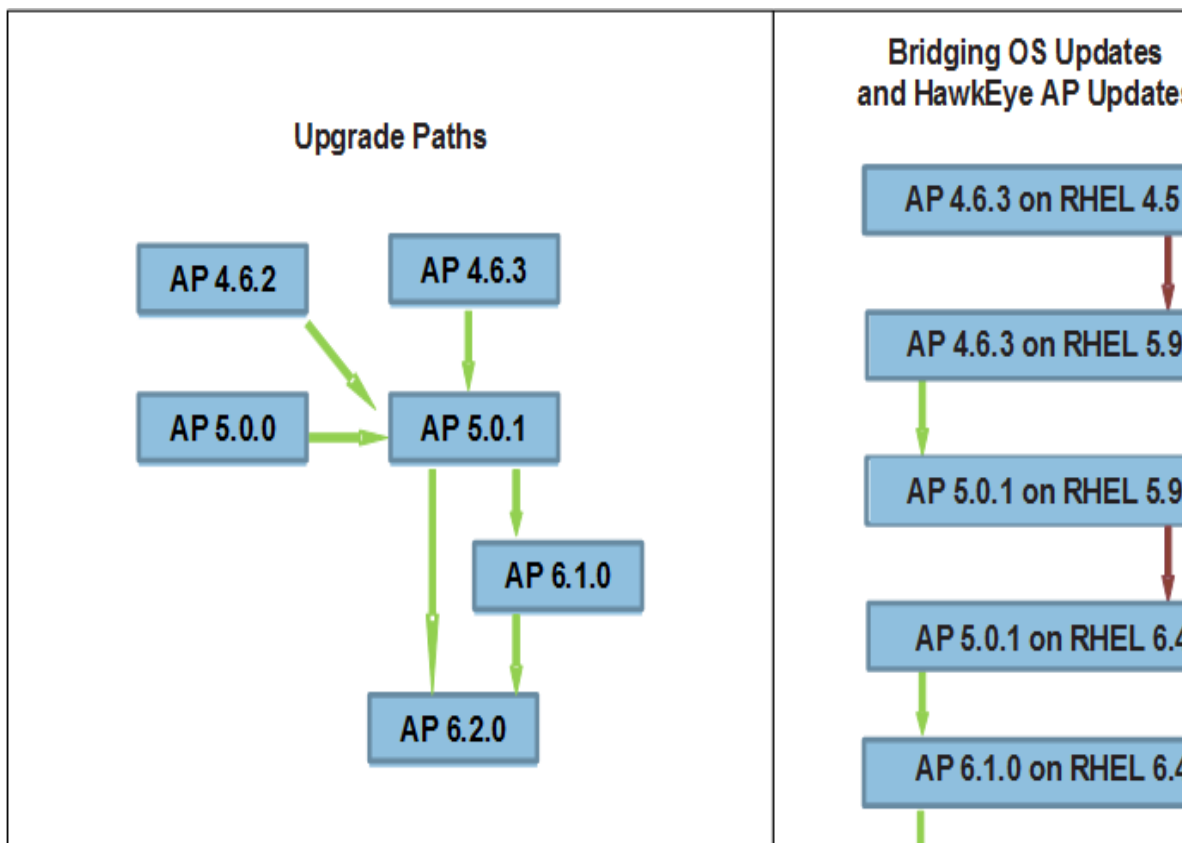 Upgrade Paths
AP 4.6.2
AP 4.6.3
AP 5.0.0
AP 5.0.1
AP 6.1.0
AP 6.2.0
Bridging OS Updates
and HawkEye AP Updates
AP 4.6.3 on RHEL 4.5
AP 4.6.3 on RHEL 5.9
AP 5.0.1 on RHEL 5.9
AP 5.0.1 on RHEL 6.4
AP 6.1.0 on RHEL 6.4